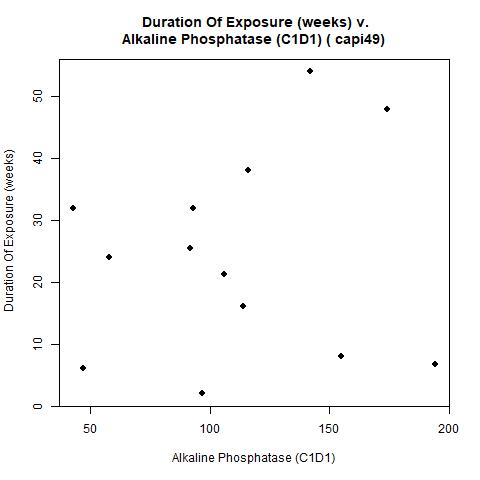 Duration Of Exposure (weeks) v.
Alkaline Phosphatase (C1D1) ( capi49)
Duration Of Exposure (weeks)
50
40
30
20
10
0
50 100 150 200
Alkaline Phosphatase (C1D1)